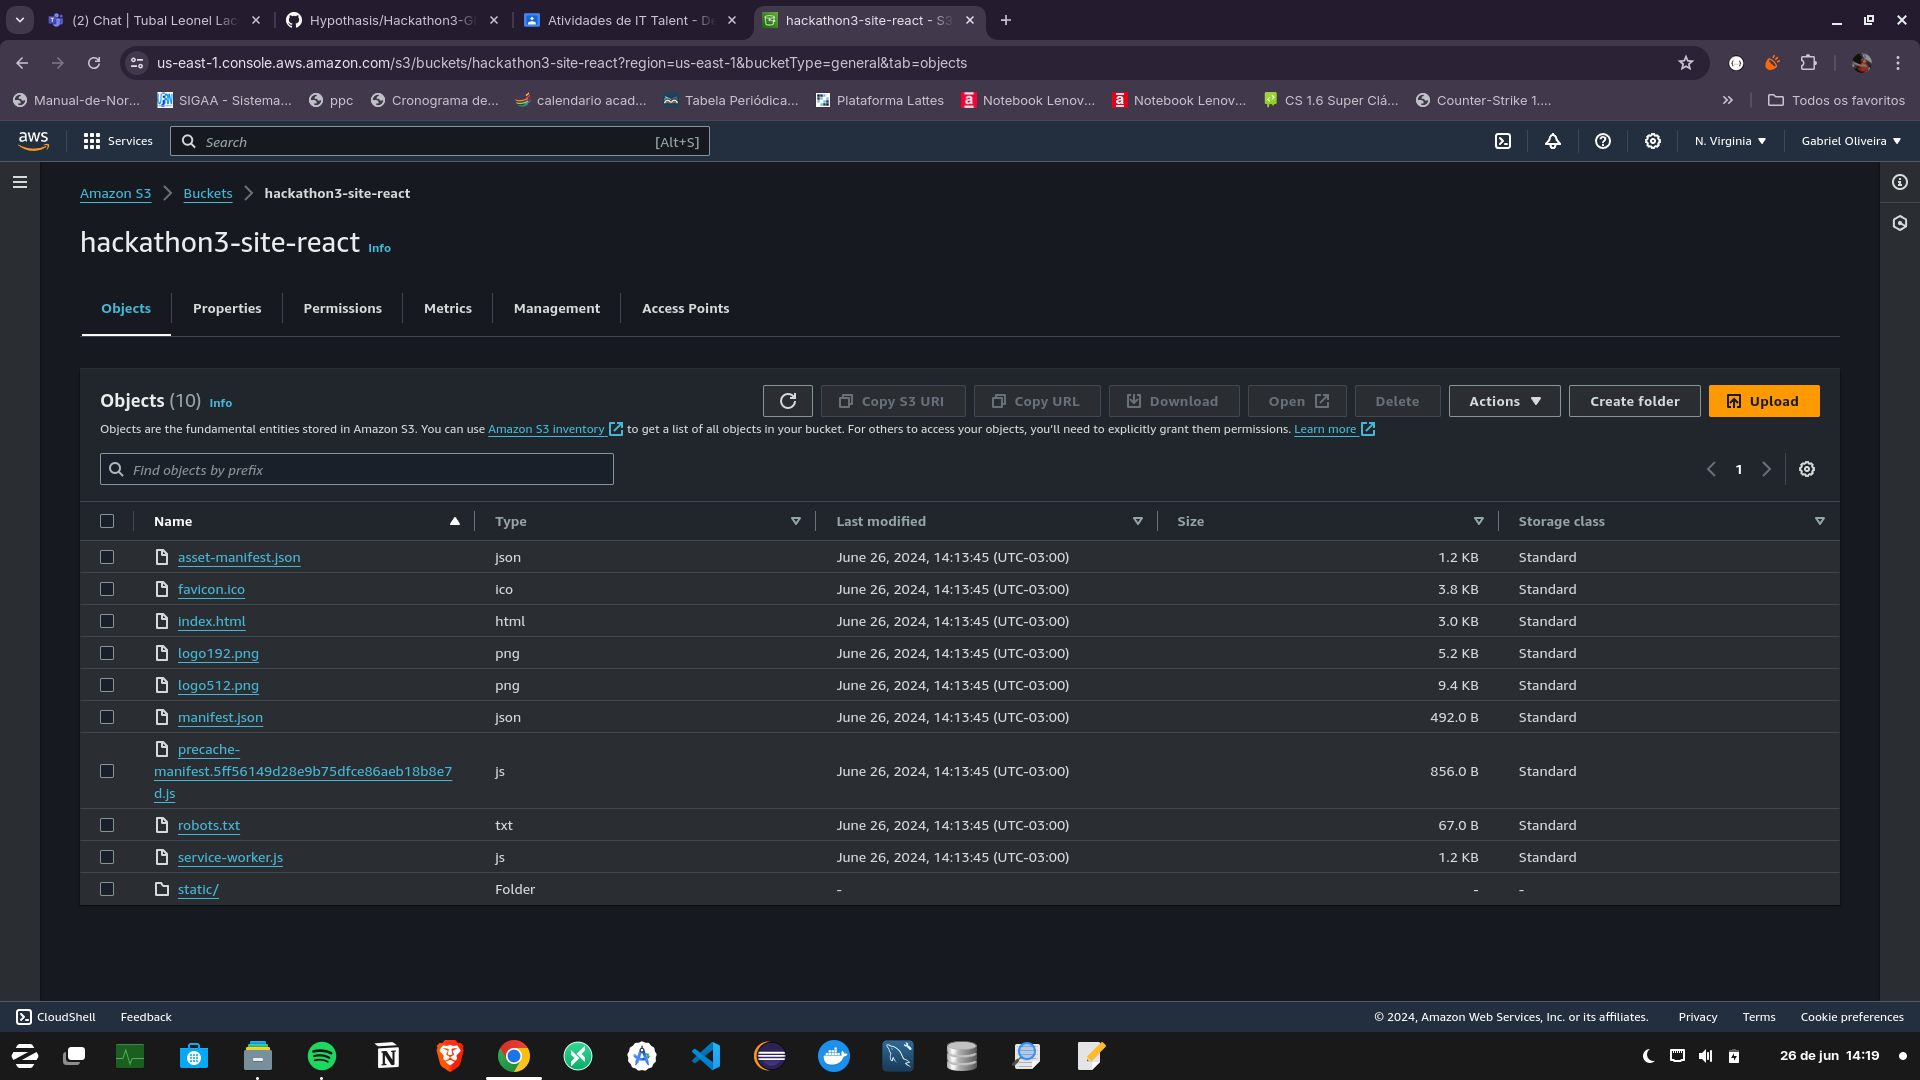 (2) Chat | Tubal Leonel Lac
Hypothasis/Hackathon3-G
Atividades de IT Talent - De
hackathon3-site-react - S3
us-east-1.console.aws.amazon.com/s3/buckets/hackathon3-site-react?region=us-east-1&bucketType=general&tab=objects
Manual-de-Nor...
SIGAA - Sistema...
ppc
Cronograma de...
calendario acad...
Tabela Periódica...
Plataforma Lattes
Notebook Lenov...
Notebook Lenov...
CS 1.6 Super Clá...
Counter-Strike 1....
Todos os favoritos
aws
Services
Search
[Alt+S]
N. Virginia
Gabriel Oliveira
Amazon S3
Buckets
hackathon3-site-react
hackathon3-site-react Info
Objects
Properties
Permissions
Metrics
Management
Access Points
Objects (10) Info
Copy S3 URI
Copy URL
Download
Open
Delete
Actions
Create folder
Upload
Objects are the fundamental entities stored in Amazon S3. You can use Amazon S3 inventory to get a list of all objects in your bucket. For others to access your objects, you'll need to explicitly grant them permissions. Learn more
Find objects by prefix
1
Name Type Last modified Size Storage class
asset-manifest.json json June 26, 2024, 14:13:45 (UTC-03:00) 1.2 KB Standard
favicon.ico ico June 26, 2024, 14:13:45 (UTC-03:00) 3.8 KB Standard
index.html html June 26, 2024, 14:13:45 (UTC-03:00) 3.0 KB Standard
logo192.png png June 26, 2024, 14:13:45 (UTC-03:00) 5.2 KB Standard
logo512.png png June 26, 2024, 14:13:45 (UTC-03:00) 9.4 KB Standard
manifest.json json June 26, 2024, 14:13:45 (UTC-03:00) 492.0 B Standard
precache-
manifest.5ff56149d28e9b75dfce86aeb18b8e7 js June 26, 2024, 14:13:45 (UTC-03:00) 856.0 B Standard
d.js
robots.txt txt June 26, 2024, 14:13:45 (UTC-03:00) 67.0 B Standard
service-worker.js js June 26, 2024, 14:13:45 (UTC-03:00) 1.2 KB Standard
static/ Folder - - -
CloudShell
Feedback
© 2024, Amazon Web Services, Inc. or its affiliates.
Privacy
Terms
Cookie preferences
26 de jun 14:19